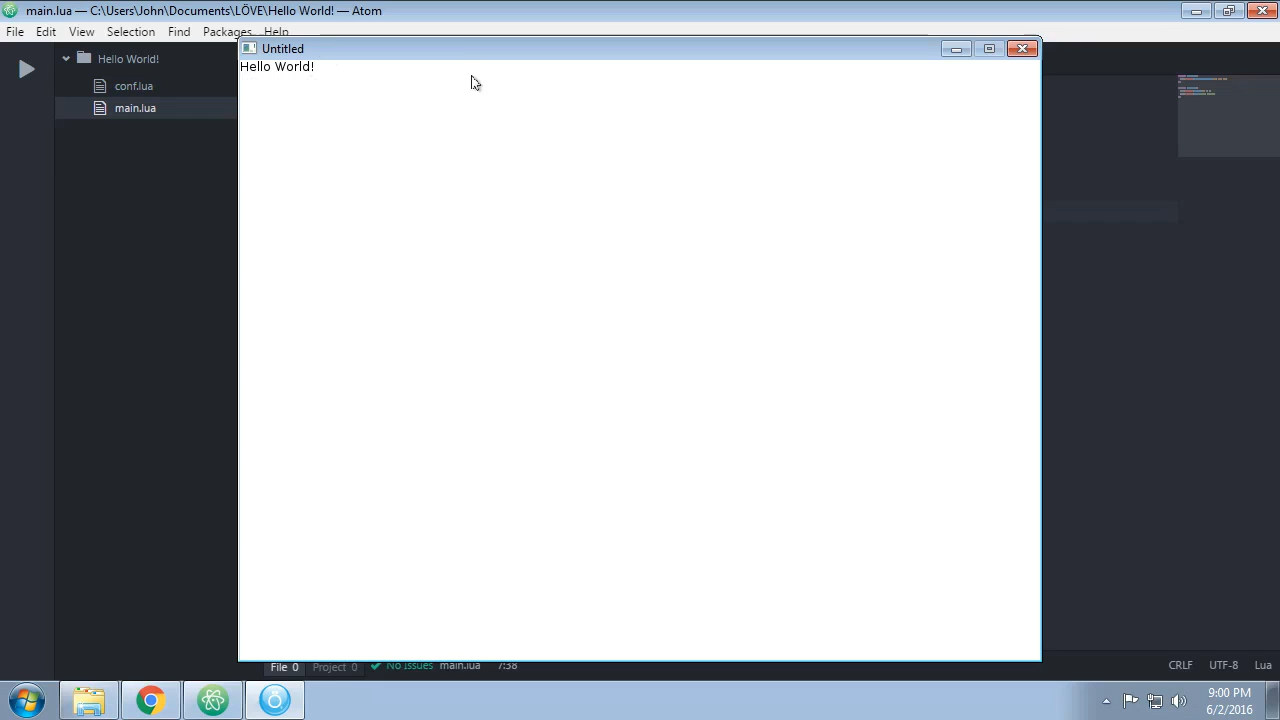 main.lua — C:\Users\John\Documents\LÖVE\Hello World! — Atom
File Edit View Selection Find Packages Help
Untitled
Hello World!
Hello World!
conf.lua
main.lua
File 0 Project 0 No Issues main.lua 7:38 CRLF UTF-8 Lua
9:00 PM
6/2/2016